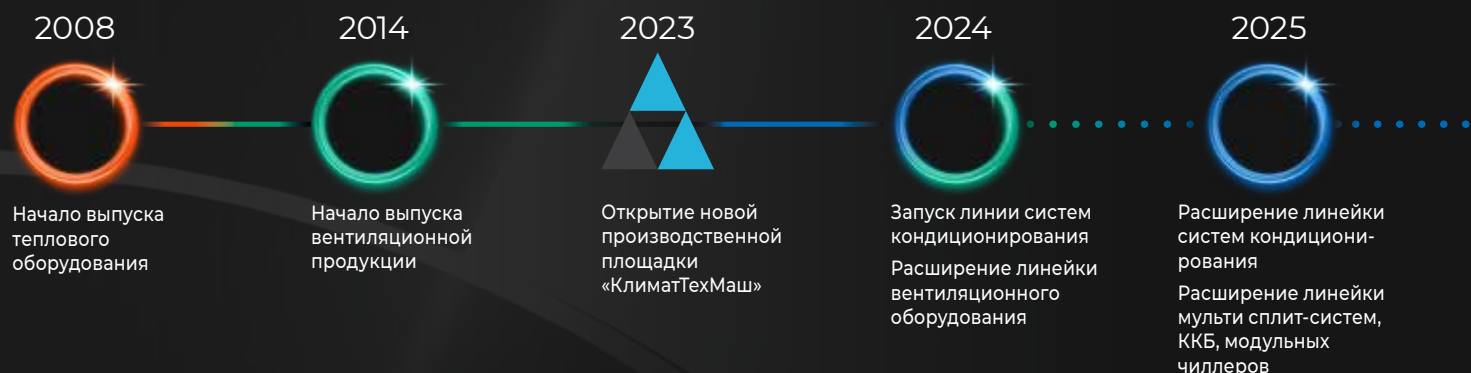 2008
Начало выпуска
теплового
оборудования
2014
Начало выпуска
вентиляционной
продукции
2023
Открытие новой
производственной
площадки
«КлиматТехМаш»
2024
Запуск линии систем
кондиционирования
Расширение линейки
вентиляционного
оборудования
2025
Расширение линейки
систем кондициони-
рования
Расширение линейки
мульти сплит-систем,
ККБ, модульных
чиллеров